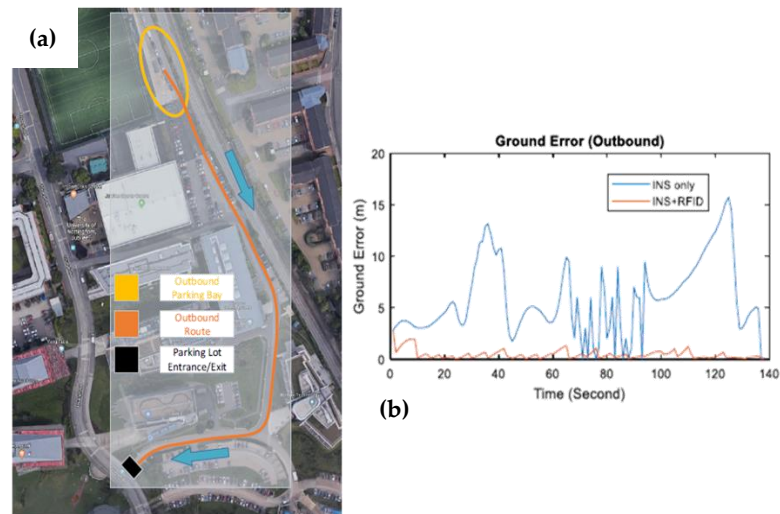 (a)
Outbound
Parking Bay
Outbound
Route
Parking Lot
Entrance/Exit
Ground Error (Outbound)
INS only
INS+RFID
Ground Error (m)
20
15
10
5
0
0 20 40 60 80 100 120 140
Time (Second)
(b)